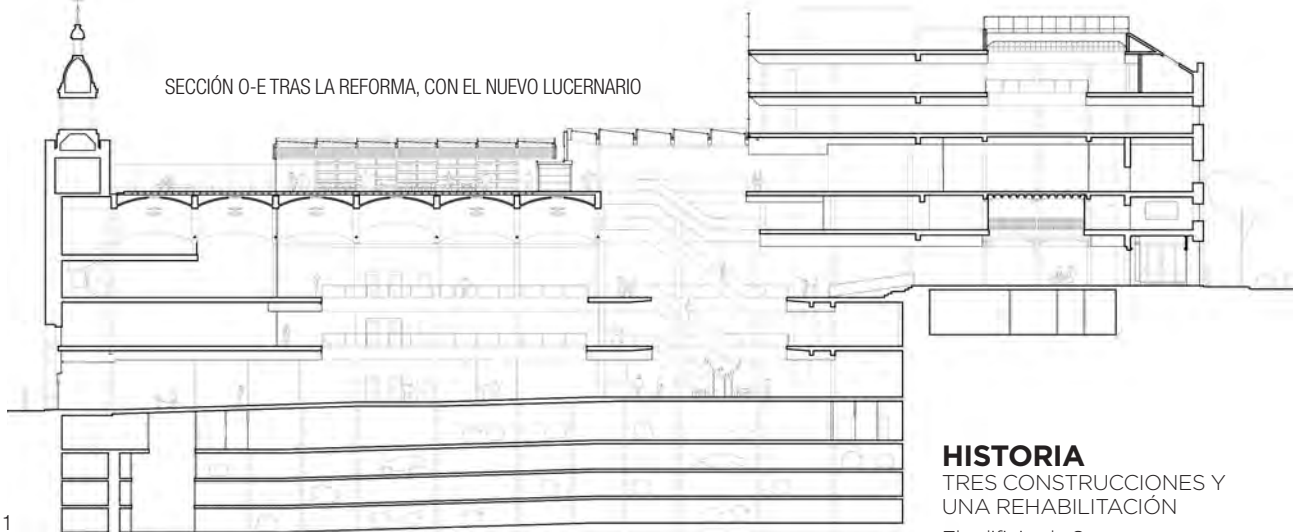 SECCIÓN O-E TRAS LA REFORMA, CON EL NUEVO LUCERNARIO
1
HISTORIA
TRES CONSTRUCCIONES Y
UNA REHABILITACIÓN